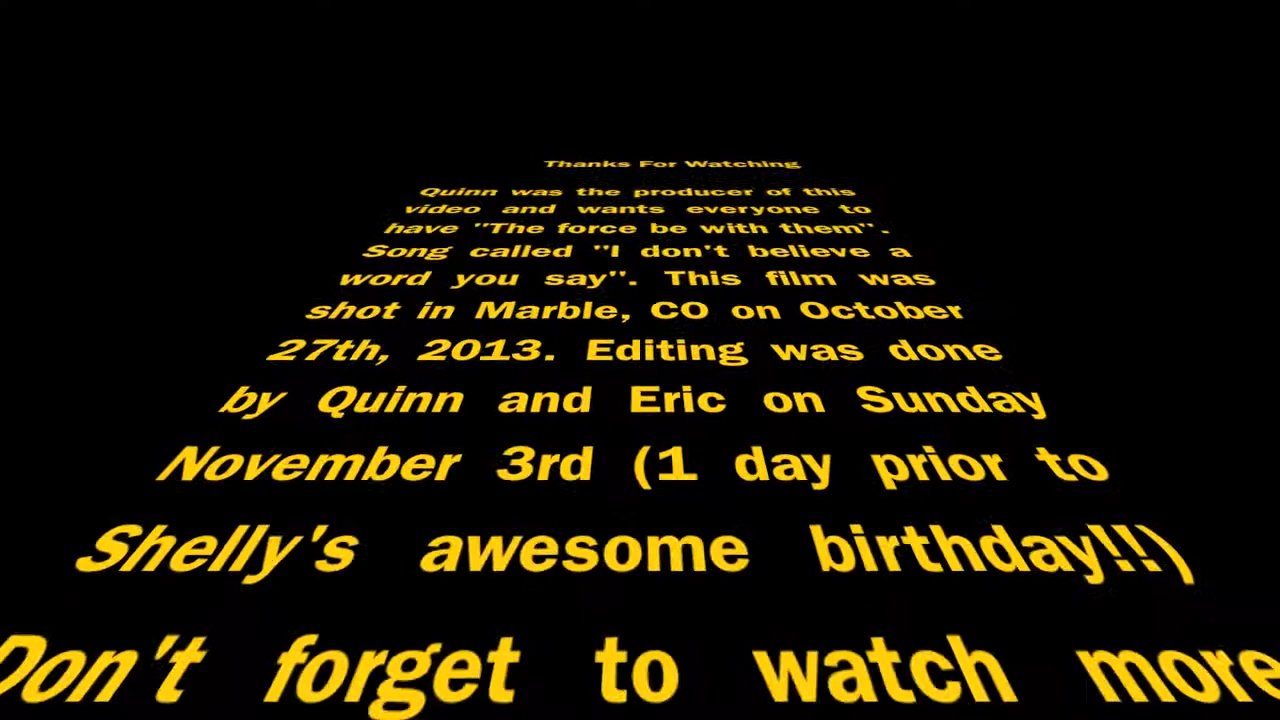 Thanks For Watching
Quinn was the producer of this
video and wants everyone to
have "The force be with them".
Song called "I don't believe a
word you say". This film was
shot in Marble, CO on October
27th, 2013. Editing was done
by Quinn and Eric on Sunday
November 3rd (1 day prior to
Shelly's awesome birthday!!)
Don't forget to watch more